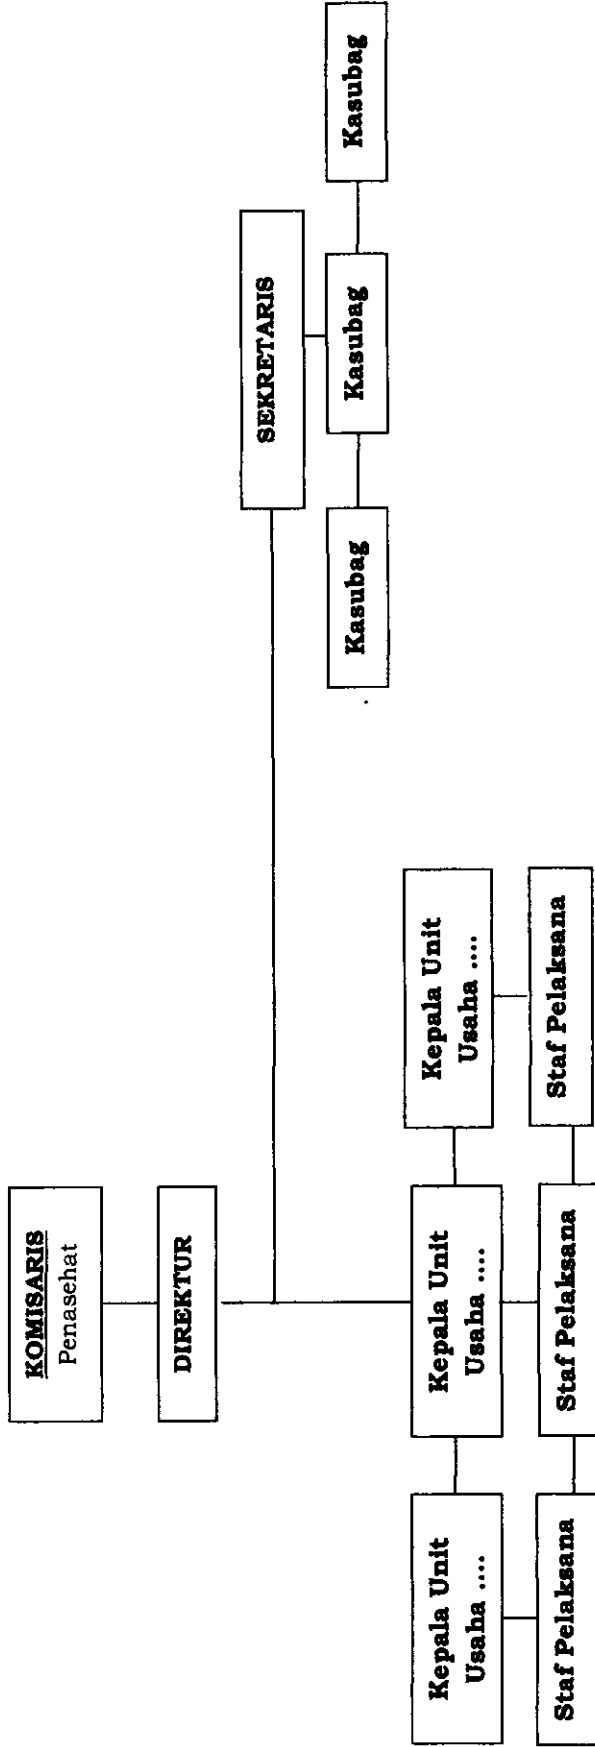 KOMISARIS
Penasehat
DIREKTUR
SEKRETARIS
Kasubag
Kasubag
Kasubag
Kepala Unit
Usaha ....
Kepala Unit
Usaha ....
Kepala Unit
Usaha ....
Staf Pelaksana
Staf Pelaksana
Staf Pelaksana